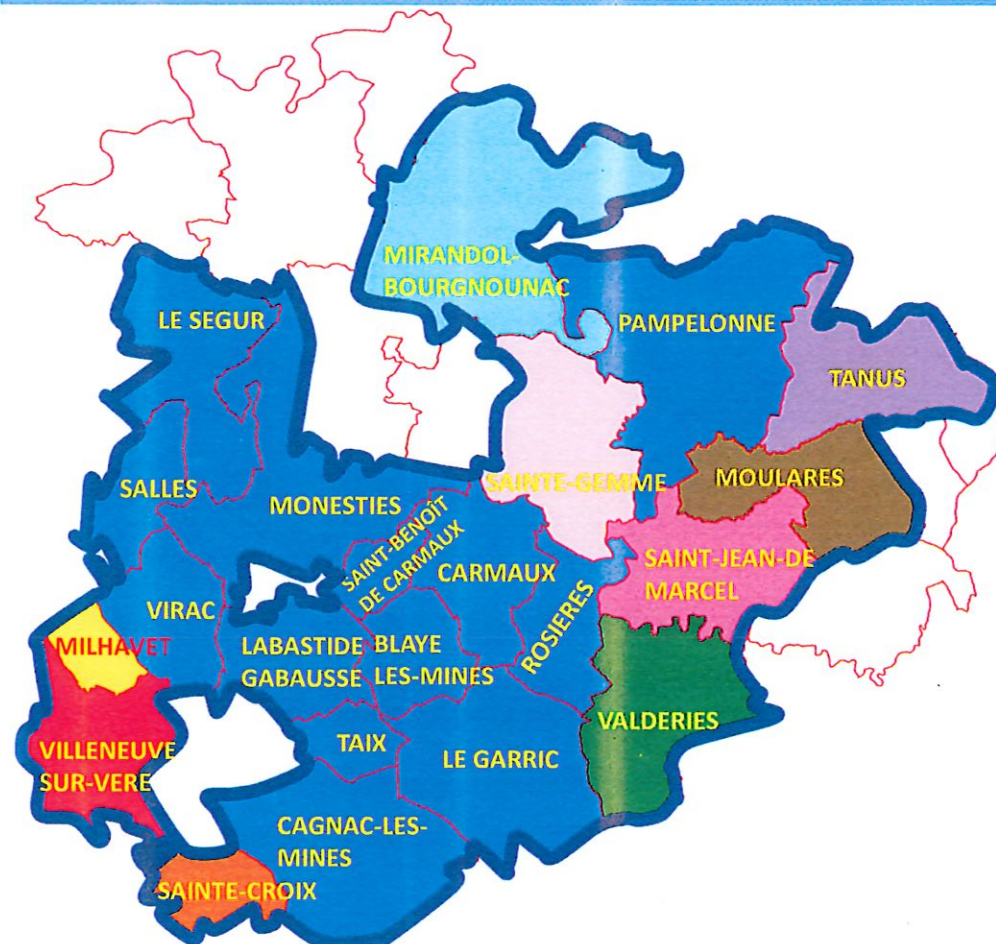 MIRANDOL-
BOURGNOUNAC
LE SEGUR
PAMPELONNE
TANUS
SALLES
MONESTIES
SAINTE-GEMME
MOULARES
SAINT-BENOÎT
DE CARMAUX
CARMAUX
SAINT-JEAN-DE
MARCEL
VIRAC
ROSIERES
MILHAVET
LABASTIDE
GABAUSSE
BLAYE
LES-MINES
VALDERIES
VILLENEUVE
SUR-VERE
TAIX
LE GARRIC
CAGNAC-LES-
MINES
SAINTE-CROIX